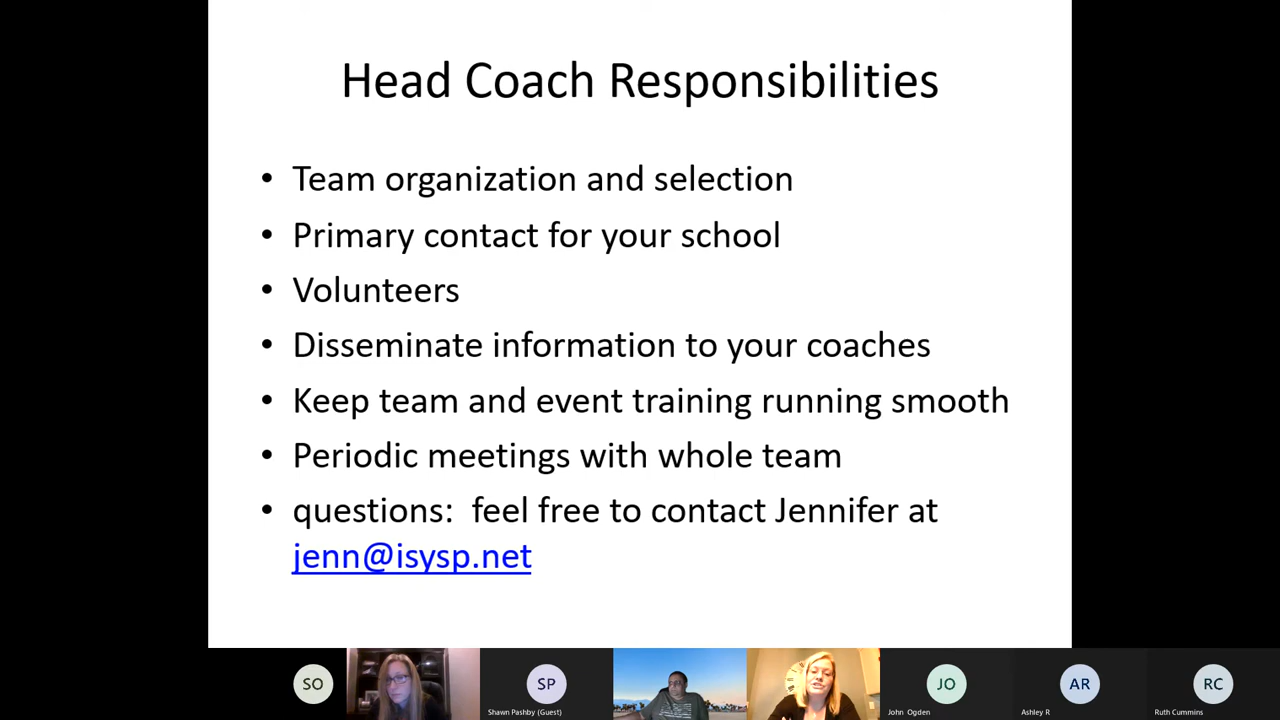 Head Coach Responsibilities
• Team organization and selection
• Primary contact for your school
• Volunteers
• Disseminate information to your coaches
• Keep team and event training running smooth
• Periodic meetings with whole team
• questions:  feel free to contact Jennifer at
jenn@isysp.net
SO
SP
JO
AR
RC
Shawn Pashby (Guest)
John Ogden
Ashley R
Ruth Cummins